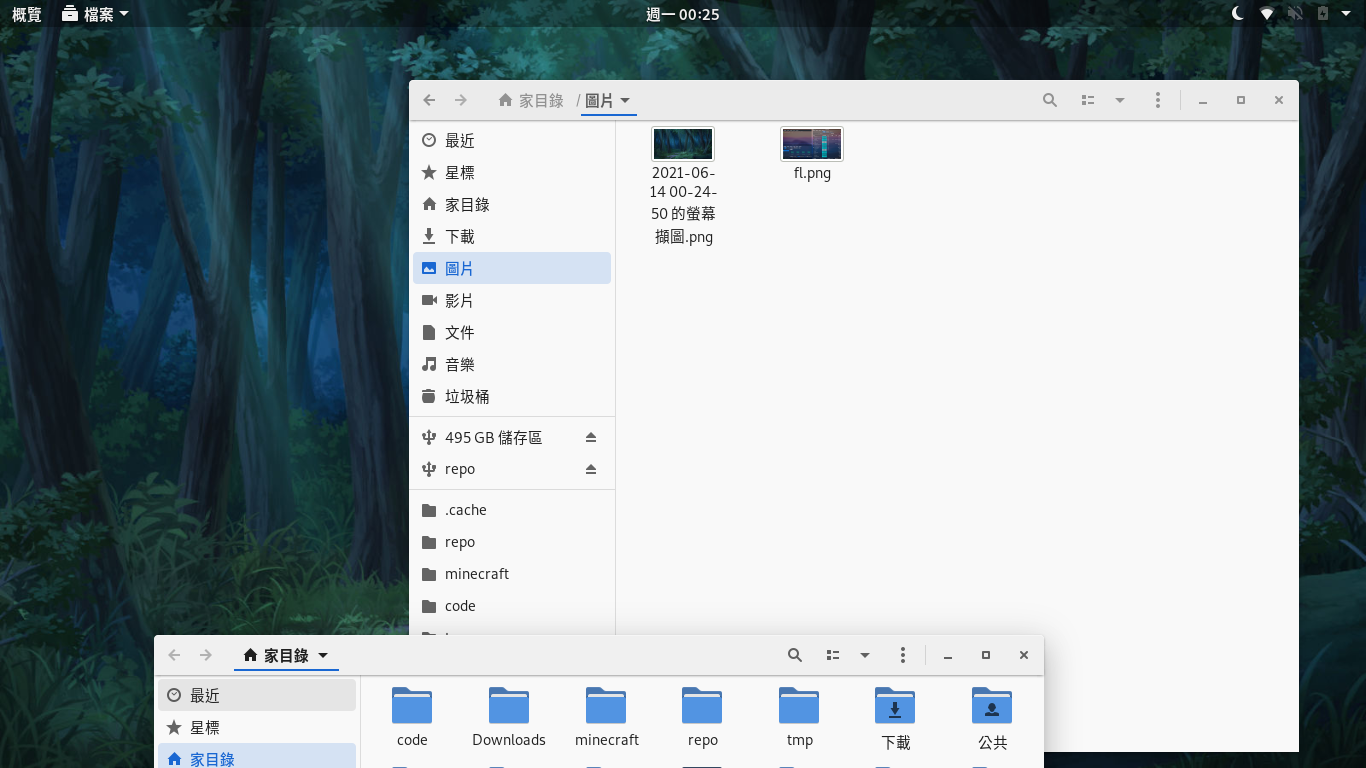 概覽 檔案 週一 00:25
家目錄 / 圖片
最近
星標
家目錄
下載
圖片
影片
文件
音樂
垃圾桶
495 GB 儲存區
repo
.cache
repo
minecraft
code
2021-06-
14 00-24-
50 的螢幕
擷圖.png
fl.png
家目錄
最近
星標
家目錄
code
Downloads
minecraft
repo
tmp
下載
公共